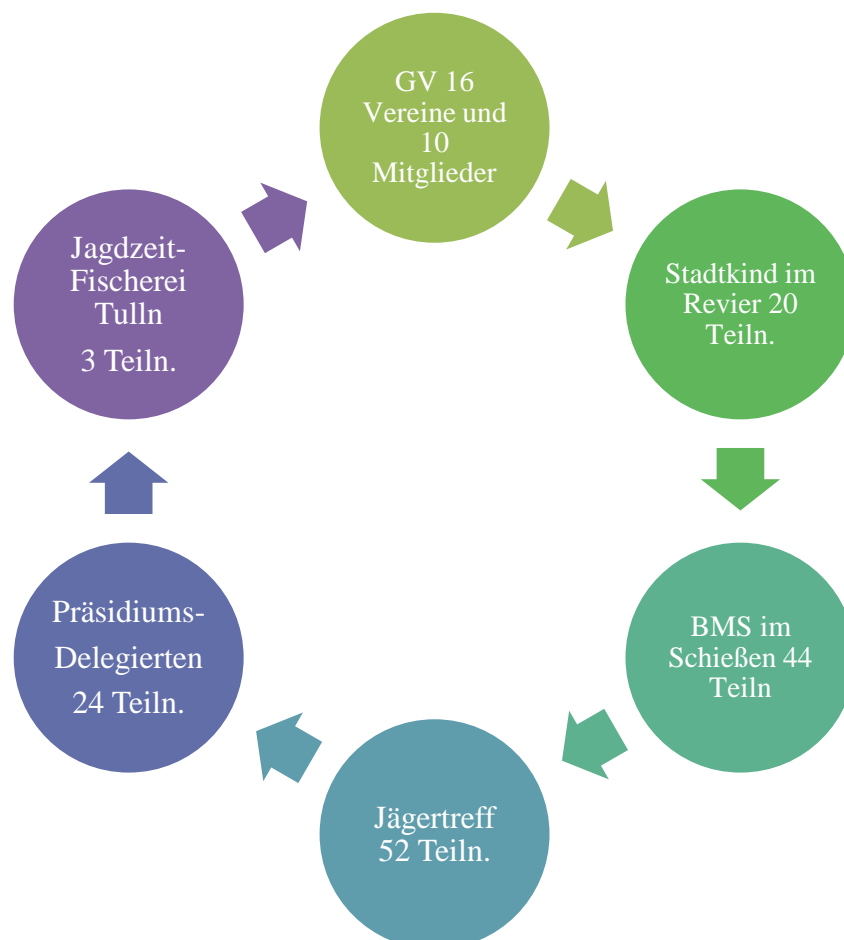 GV 16
Vereine und
10
Mitglieder
Stadtkind im
Revier 20
Teiln.
BMS im
Schießen 44
Teiln
Jägertreff
52 Teiln.
Präsidiums-
Delegierten
24 Teiln.
Jagdzeit-
Fischerei
Tulln
3 Teiln.